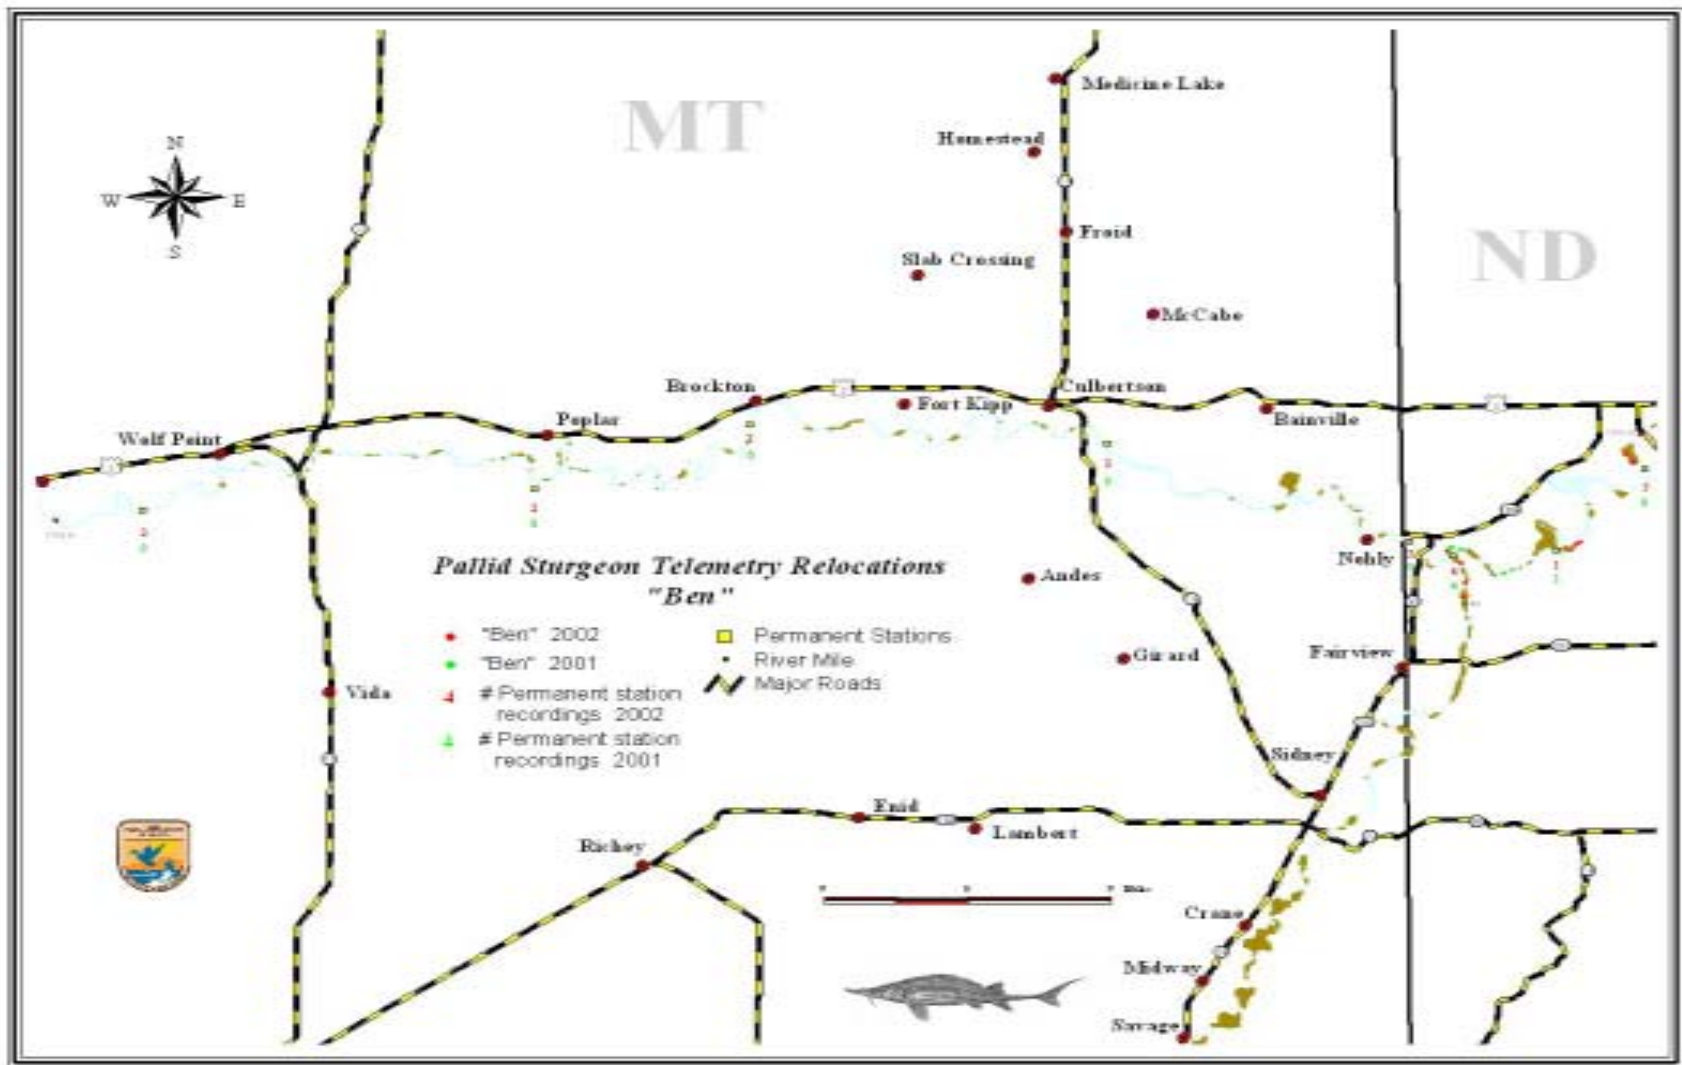 MT
Medicine Lake
Homestead
N
W
E
S
Froid
ND
Slab Crossing
McCabe
Brockton
Culbertson
Fort Kipp
Poplar
Bainville
Wolf Point
Nohly
Pallid Sturgeon Telemetry Relocations
"Ben"
Andes
"Ben" 2002
Permanent Stations
"Ben" 2001
River Mile
Girard
Fairview
# Permanent station
recordings 2002
Major Roads
Vida
# Permanent station
recordings 2001
Sidney
Enid
Lambert
Richey
Crane
Midway
Savage